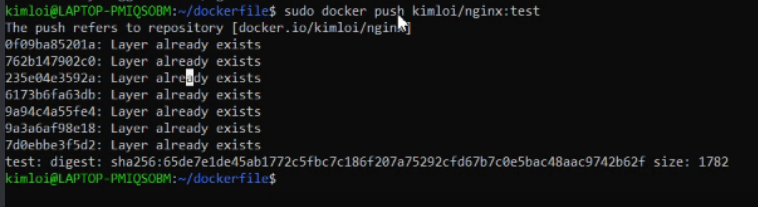 kimloi@LAPTOP-PMIQSOBM:~/dockerfile$ sudo docker push kimloi/nginx:test
The push refers to repository [docker.io/kimloi/nginx]
0f09ba85201a: Layer already exists
762b147902c0: Layer already exists
235e04e3592a: Layer already exists
6173b6fa63db: Layer already exists
9a94c4a55fe4: Layer already exists
9a3a6af98e18: Layer already exists
7d0ebbe3f5d2: Layer already exists
test: digest: sha256:65de7e1de45ab1772c5fbc7c186f207a75292cfd67b7c0e5bac48aac9742b62f size: 1782
kimloi@LAPTOP-PMIQSOBM:~/dockerfile$